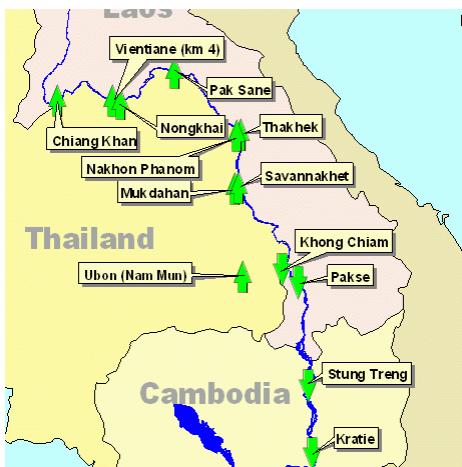 Laos
Vientiane (km 4)
Pak Sane
Chiang Khan
Nongkhai
Thakhek
Nakhon Phanom
Mukdahan
Savannakhet
Thailand
Khong Chiam
Ubon (Nam Mun)
Pakse
Stung Treng
Cambodia
Kratie